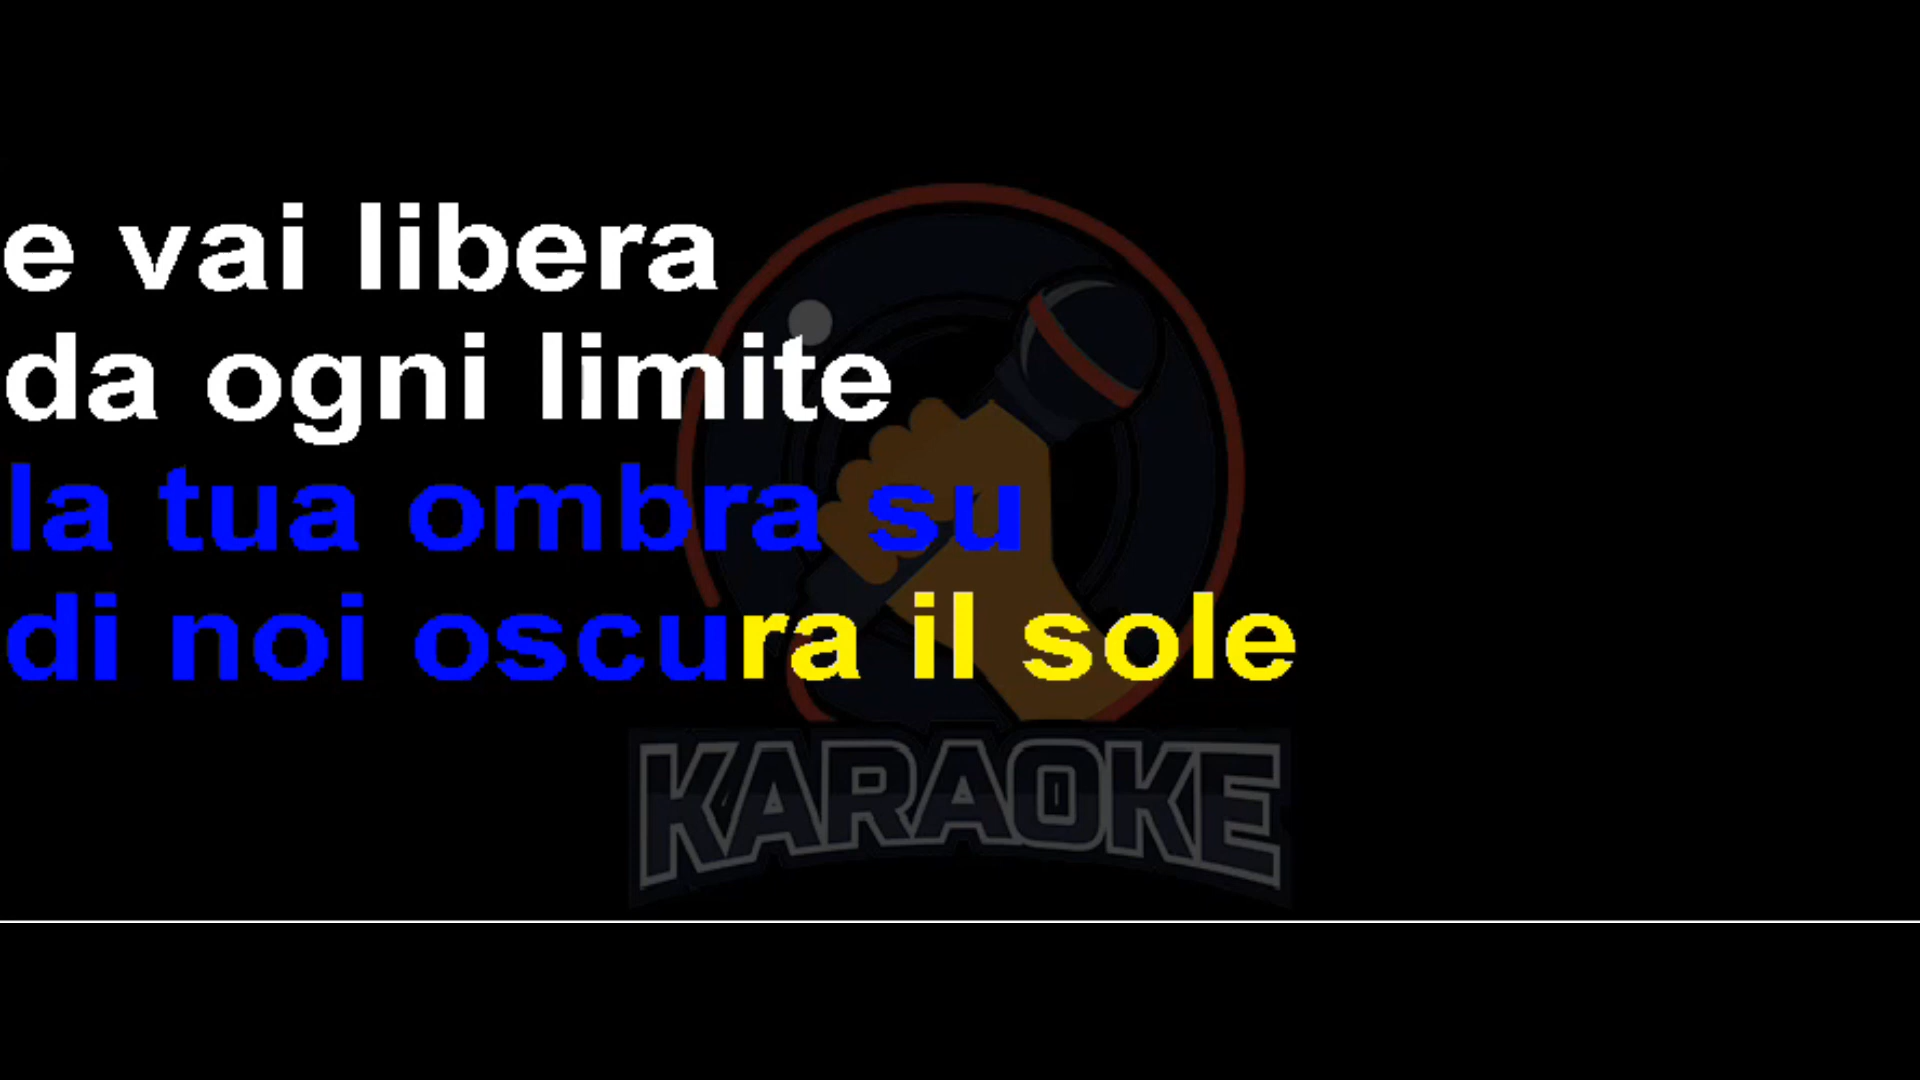 e vai libera
da ogni limite
la tua ombra su
di noi oscura il sole
KARAOKE